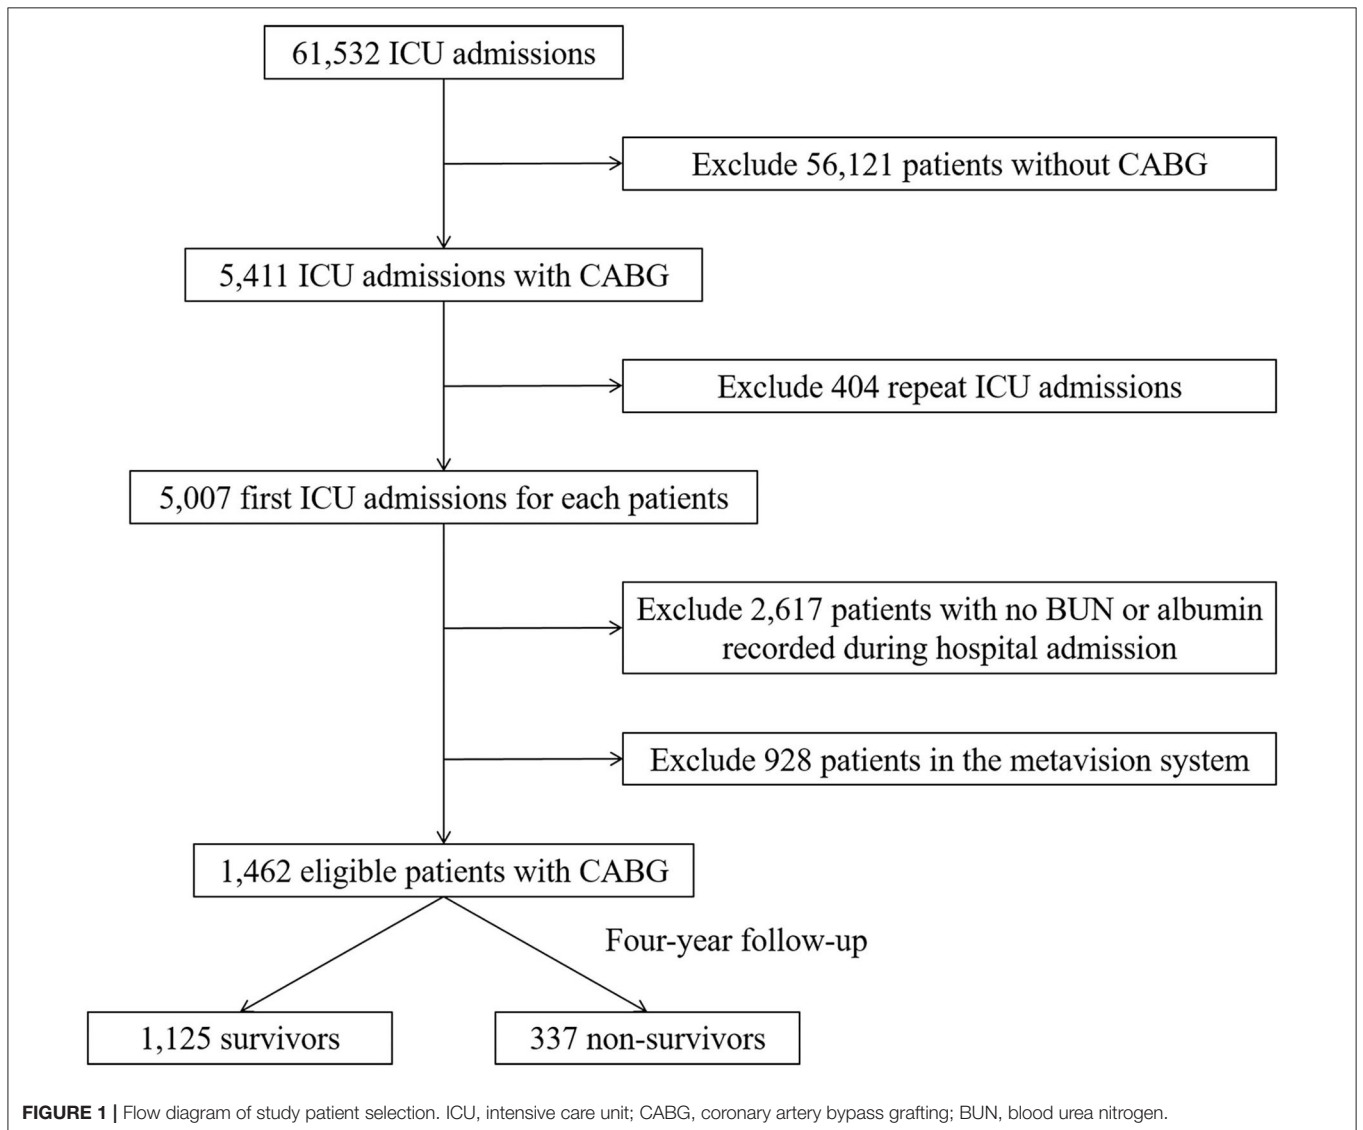 61,532 ICU admissions
Exclude 56,121 patients without CABG
5,411 ICU admissions with CABG
Exclude 404 repeat ICU admissions
5,007 first ICU admissions for each patients
Exclude 2,617 patients with no BUN or albumin
recorded during hospital admission
Exclude 928 patients in the metavision system
1,462 eligible patients with CABG
Four-year follow-up
1,125 survivors
337 non-survivors
FIGURE 1 | Flow diagram of study patient selection. ICU, intensive care unit; CABG, coronary artery bypass grafting; BUN, blood urea nitrogen.